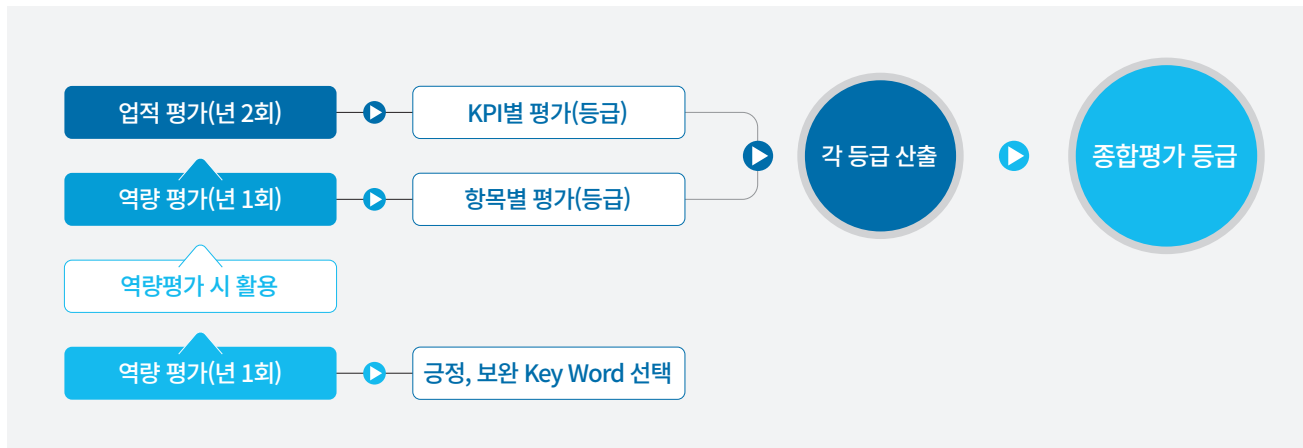 업적 평가(년 2회)
KPI별 평가(등급)
각 등급 산출
종합평가 등급
역량 평가(년 1회)
항목별 평가(등급)
역량평가 시 활용
역량 평가(년 1회)
긍정, 보완 Key Word 선택